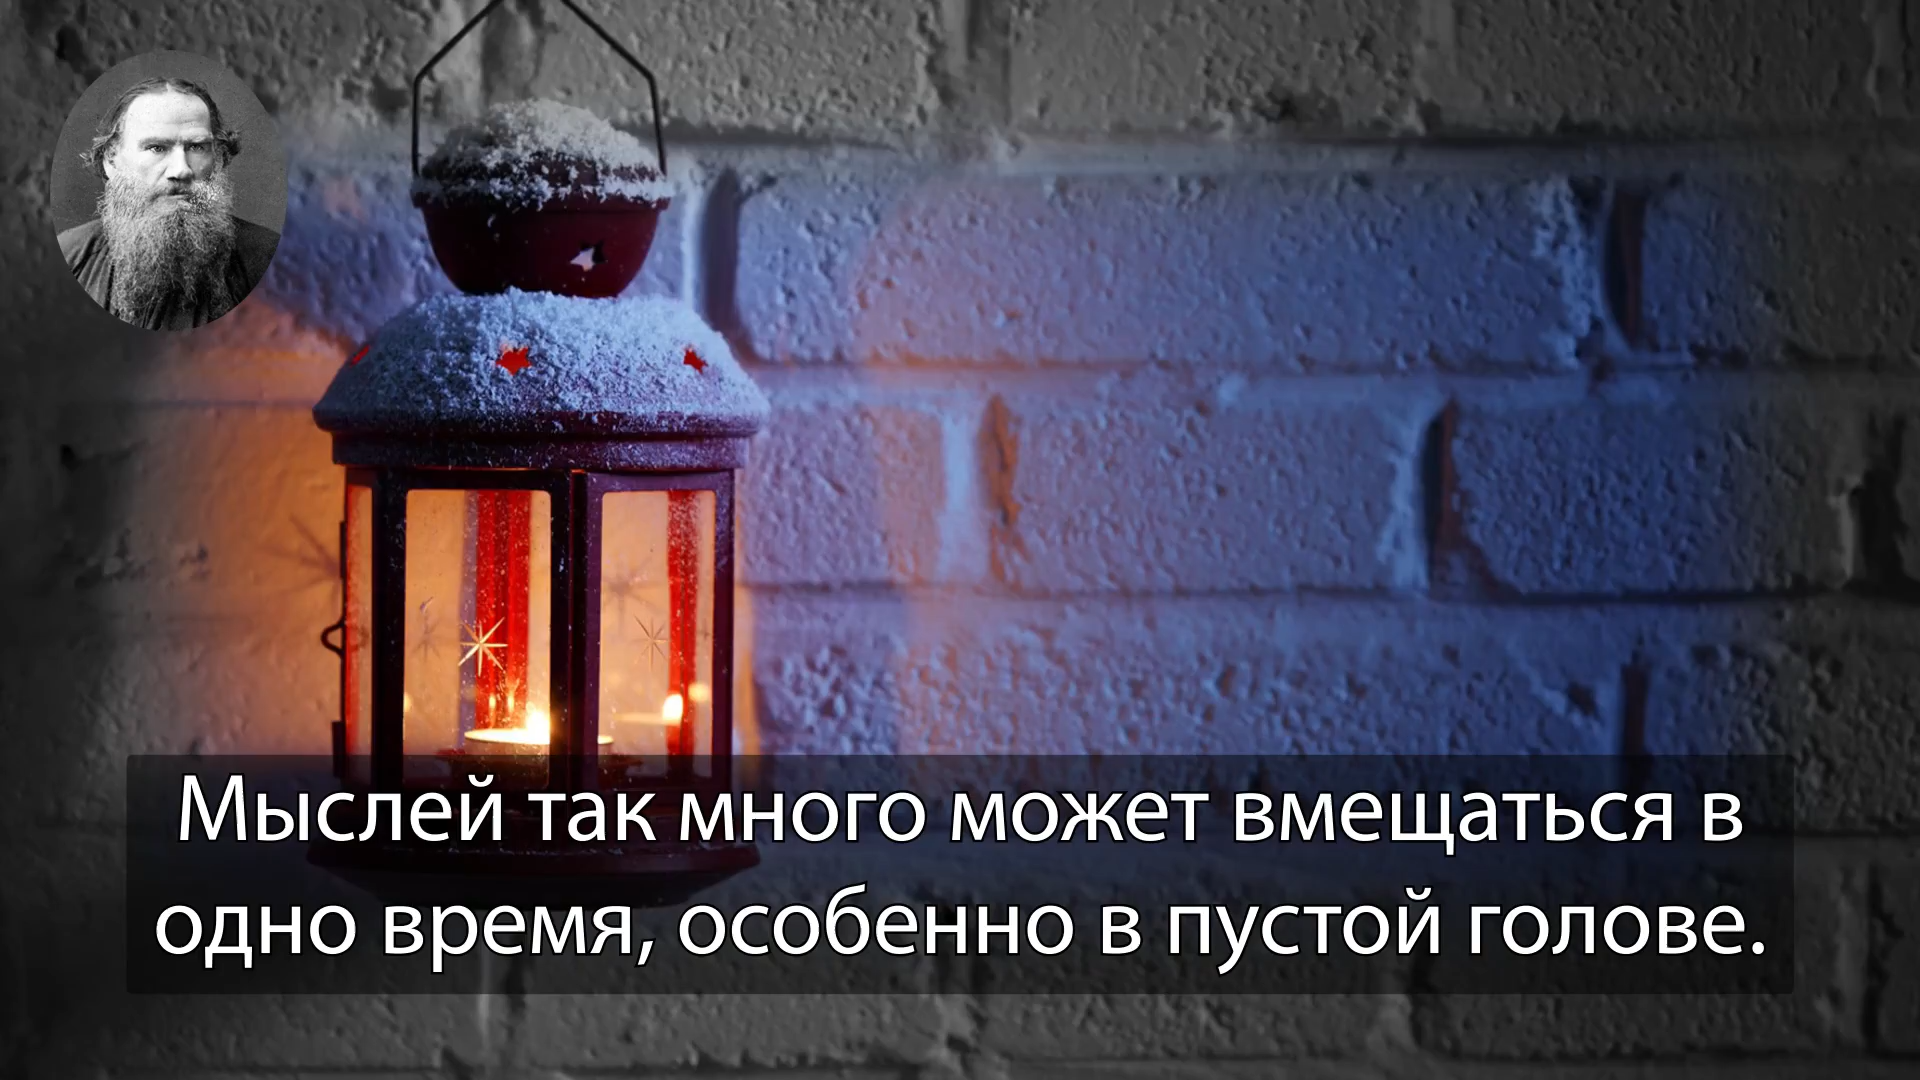 Мыслей так много может вмещаться в
одно время, особенно в пустой голове.